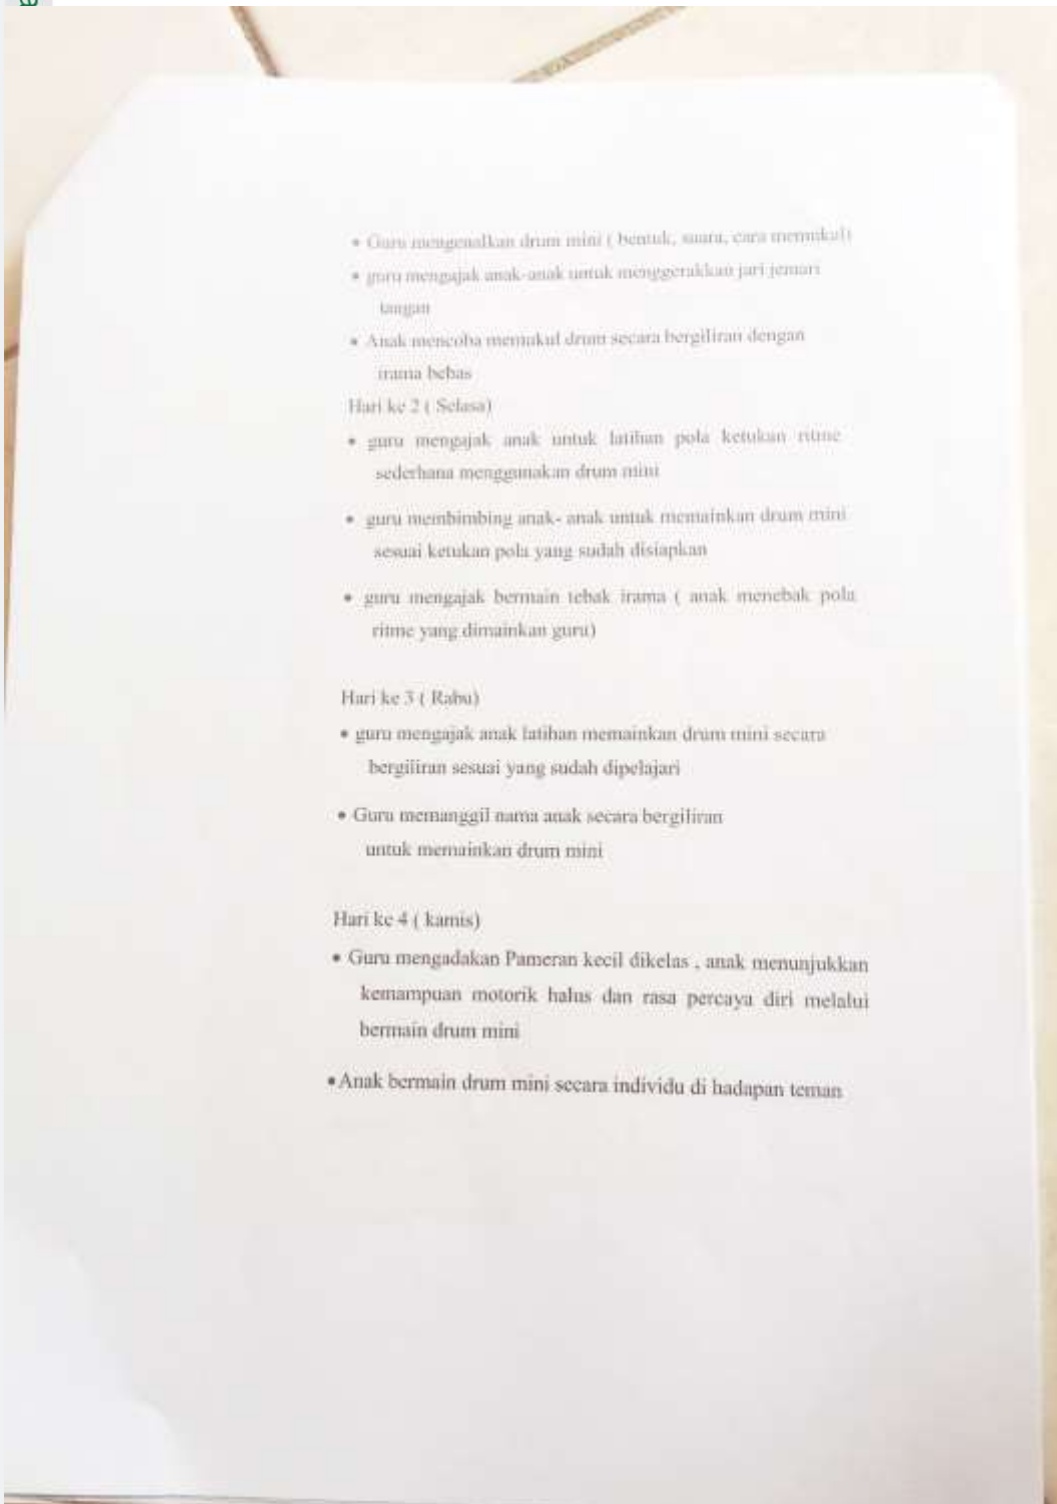 • Guru mengenalkan drum mini ( bentuk, suara, cara memukul)
• guru mengajak anak-anak untuk menggerakkan jari jemari
tangan
• Anak mencoba memukul drum secara bergiliran dengan
irama bebas
Hari ke 2 ( Selasa)
• guru mengajak anak untuk latihan pola ketukan ritme
sederhana menggunakan drum mini
• guru membimbing anak- anak untuk memainkan drum mini
sesuai ketukan pola yang sudah disiapkan
• guru mengajak bermain tebak irama ( anak menebak pola
ritme yang dimainkan guru)
Hari ke 3 ( Rabu)
• guru mengajak anak latihan memainkan drum mini secara
bergiliran sesuai yang sudah dipelajari
• Guru memanggil nama anak secara bergiliran
untuk memainkan drum mini
Hari ke 4 ( kamis)
• Guru mengadakan Pameran kecil dikelas , anak menunjukkan
kemampuan motorik halus dan rasa percaya diri melalui
bermain drum mini
• Anak bermain drum mini secara individu di hadapan teman